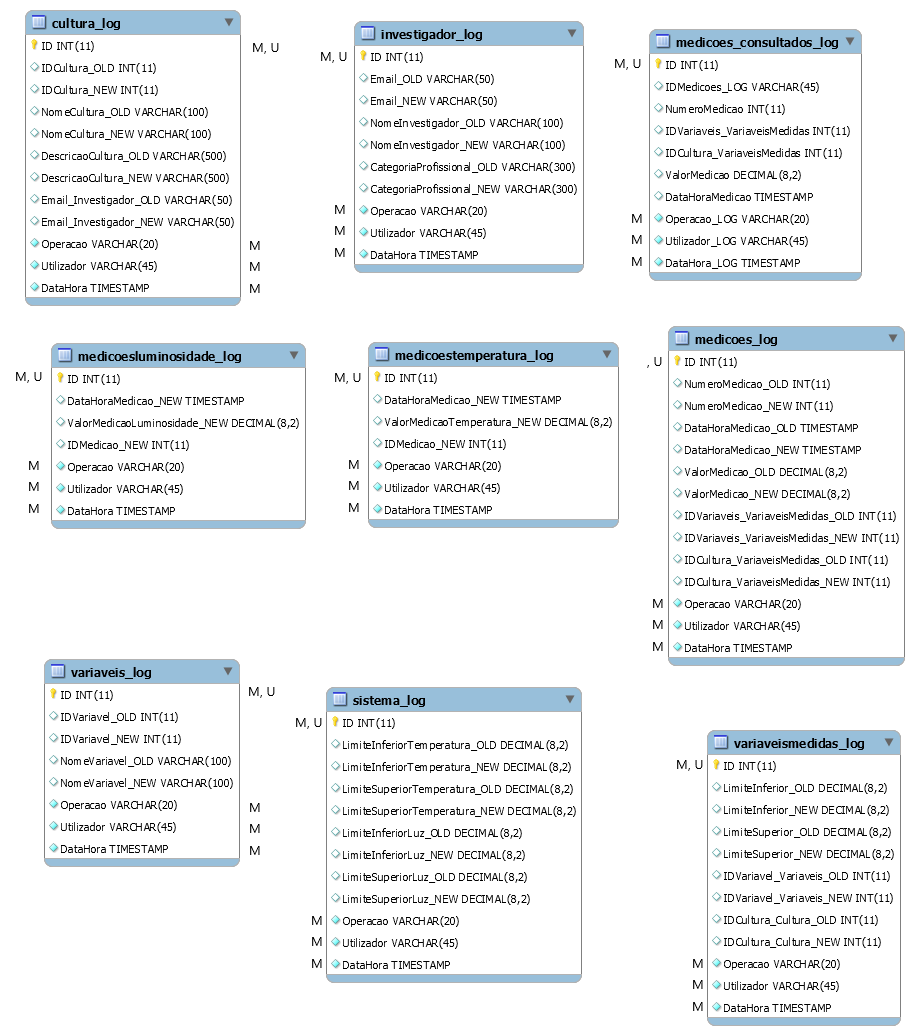 cultura_log
ID INT(11)
M, U
IDCultura_OLD INT(11)
IDCultura_NEW INT(11)
NomeCultura_OLD VARCHAR(100)
NomeCultura_NEW VARCHAR(100)
DescricaoCultura_OLD VARCHAR(500)
DescricaoCultura_NEW VARCHAR(500)
Email_Investigador_OLD VARCHAR(50)
Email_Investigador_NEW VARCHAR(50)
Operacao VARCHAR(20)
M
Utilizador VARCHAR(45)
M
DataHora TIMESTAMP
M
investigador_log
M, U
ID INT(11)
Email_OLD VARCHAR(50)
Email_NEW VARCHAR(50)
NomeInvestigador_OLD VARCHAR(100)
NomeInvestigador_NEW VARCHAR(100)
CategoriaProfissional_OLD VARCHAR(300)
CategoriaProfissional_NEW VARCHAR(300)
M
Operacao VARCHAR(20)
M
Utilizador VARCHAR(45)
M
DataHora TIMESTAMP
medicoes_consultados_log
M, U
ID INT(11)
IDMedicoes_LOG VARCHAR(45)
NumeroMedicao INT(11)
IDVariaveis_VariaveisMedidas INT(11)
IDCultura_VariaveisMedidas INT(11)
ValorMedicao DECIMAL(8,2)
DataHoraMedicao TIMESTAMP
M
Operacao_LOG VARCHAR(20)
M
Utilizador_LOG VARCHAR(45)
M
DataHora_LOG TIMESTAMP
medicoesluminosidade_log
M, U
ID INT(11)
DataHoraMedicao_NEW TIMESTAMP
ValorMedicaoLuminosidade_NEW DECIMAL(8,2)
IDMedicao_NEW INT(11)
M
Operacao VARCHAR(20)
M
Utilizador VARCHAR(45)
M
DataHora TIMESTAMP
medicoestemperatura_log
M, U
ID INT(11)
DataHoraMedicao_NEW TIMESTAMP
ValorMedicaoTemperatura_NEW DECIMAL(8,2)
IDMedicao_NEW INT(11)
M
Operacao VARCHAR(20)
M
Utilizador VARCHAR(45)
M
DataHora TIMESTAMP
medicoes_log
, U
ID INT(11)
NumeroMedicao_OLD INT(11)
NumeroMedicao_NEW INT(11)
DataHoraMedicao_OLD TIMESTAMP
DataHoraMedicao_NEW TIMESTAMP
ValorMedicao_OLD DECIMAL(8,2)
ValorMedicao_NEW DECIMAL(8,2)
IDVariaveis_VariaveisMedidas_OLD INT(11)
IDVariaveis_VariaveisMedidas_NEW INT(11)
IDCultura_VariaveisMedidas_OLD INT(11)
IDCultura_VariaveisMedidas_NEW INT(11)
M
Operacao VARCHAR(20)
M
Utilizador VARCHAR(45)
M
DataHora TIMESTAMP
variaveis_log
ID INT(11)
M, U
IDVariavel_OLD INT(11)
IDVariavel_NEW INT(11)
NomeVariavel_OLD VARCHAR(100)
NomeVariavel_NEW VARCHAR(100)
Operacao VARCHAR(20)
M
Utilizador VARCHAR(45)
M
DataHora TIMESTAMP
M
sistema_log
M, U
ID INT(11)
LimiteInferiorTemperatura_OLD DECIMAL(8,2)
LimiteInferiorTemperatura_NEW DECIMAL(8,2)
LimiteSuperiorTemperatura_OLD DECIMAL(8,2)
LimiteSuperiorTemperatura_NEW DECIMAL(8,2)
LimiteInferiorLuz_OLD DECIMAL(8,2)
LimiteInferiorLuz_NEW DECIMAL(8,2)
LimiteSuperiorLuz_OLD DECIMAL(8,2)
LimiteSuperiorLuz_NEW DECIMAL(8,2)
M
Operacao VARCHAR(20)
M
Utilizador VARCHAR(45)
M
DataHora TIMESTAMP
variaveismedidas_log
M, U
ID INT(11)
LimiteInferior_OLD DECIMAL(8,2)
LimiteInferior_NEW DECIMAL(8,2)
LimiteSuperior_OLD DECIMAL(8,2)
LimiteSuperior_NEW DECIMAL(8,2)
IDVariavel_Variaveis_OLD INT(11)
IDVariavel_Variaveis_NEW INT(11)
IDCultura_Cultura_OLD INT(11)
IDCultura_Cultura_NEW INT(11)
M
Operacao VARCHAR(20)
M
Utilizador VARCHAR(45)
M
DataHora TIMESTAMP